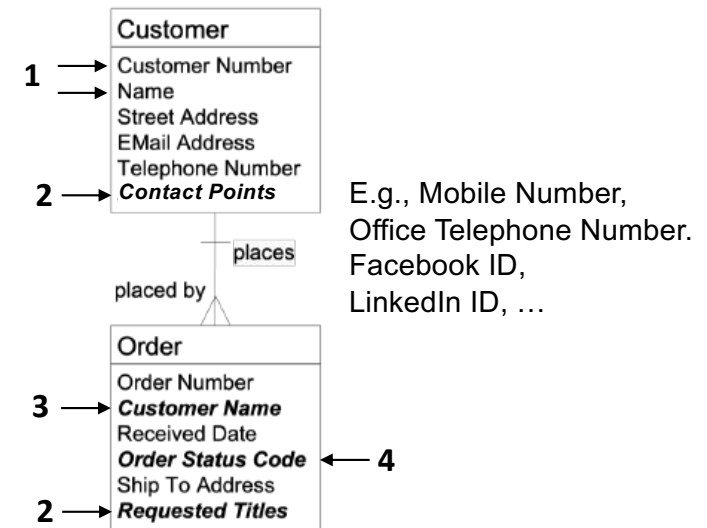 Customer
1
Customer Number
Name
Street Address
EMail Address
Telephone Number
2
Contact Points
E.g., Mobile Number,
Office Telephone Number.
Facebook ID,
LinkedIn ID, …
places
placed by
Order
Order Number
3
Customer Name
Received Date
Order Status Code
4
Ship To Address
2
Requested Titles